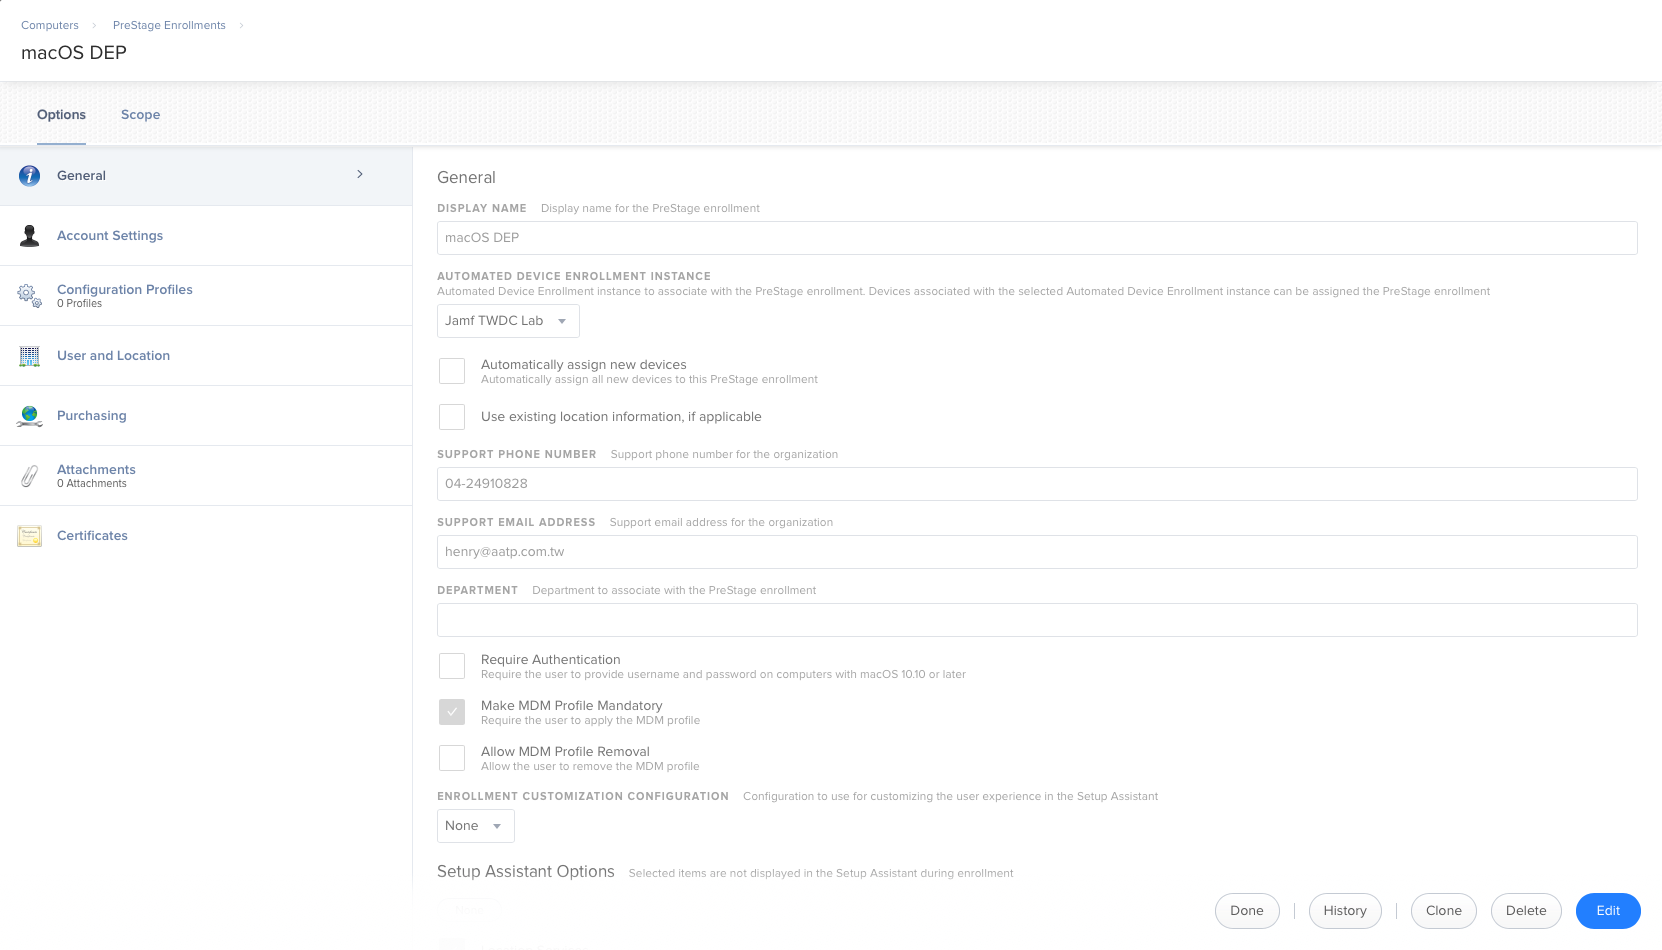 Computers
PreStage Enrollments
macOS DEP
Options
Scope
General
Account Settings
Configuration Profiles
0 Profiles
User and Location
Purchasing
Attachments
0 Attachments
Certificates
General
DISPLAY NAME Display name for the PreStage enrollment
macOS DEP
AUTOMATED DEVICE ENROLLMENT INSTANCE
Automated Device Enrollment instance to associate with the PreStage enrollment. Devices associated with the selected Automated Device Enrollment instance can be assigned the PreStage enrollment
Jamf TWDC Lab
Automatically assign new devices
Automatically assign all new devices to this PreStage enrollment
Use existing location information, if applicable
SUPPORT PHONE NUMBER Support phone number for the organization
04-24910828
SUPPORT EMAIL ADDRESS Support email address for the organization
henry@aatp.com.tw
DEPARTMENT Department to associate with the PreStage enrollment
Require Authentication
Require the user to provide username and password on computers with macOS 10.10 or later
Make MDM Profile Mandatory
Require the user to apply the MDM profile
Allow MDM Profile Removal
Allow the user to remove the MDM profile
ENROLLMENT CUSTOMIZATION CONFIGURATION Configuration to use for customizing the user experience in the Setup Assistant
None
Setup Assistant Options Selected items are not displayed in the Setup Assistant during enrollment
Done
History
Clone
Delete
Edit